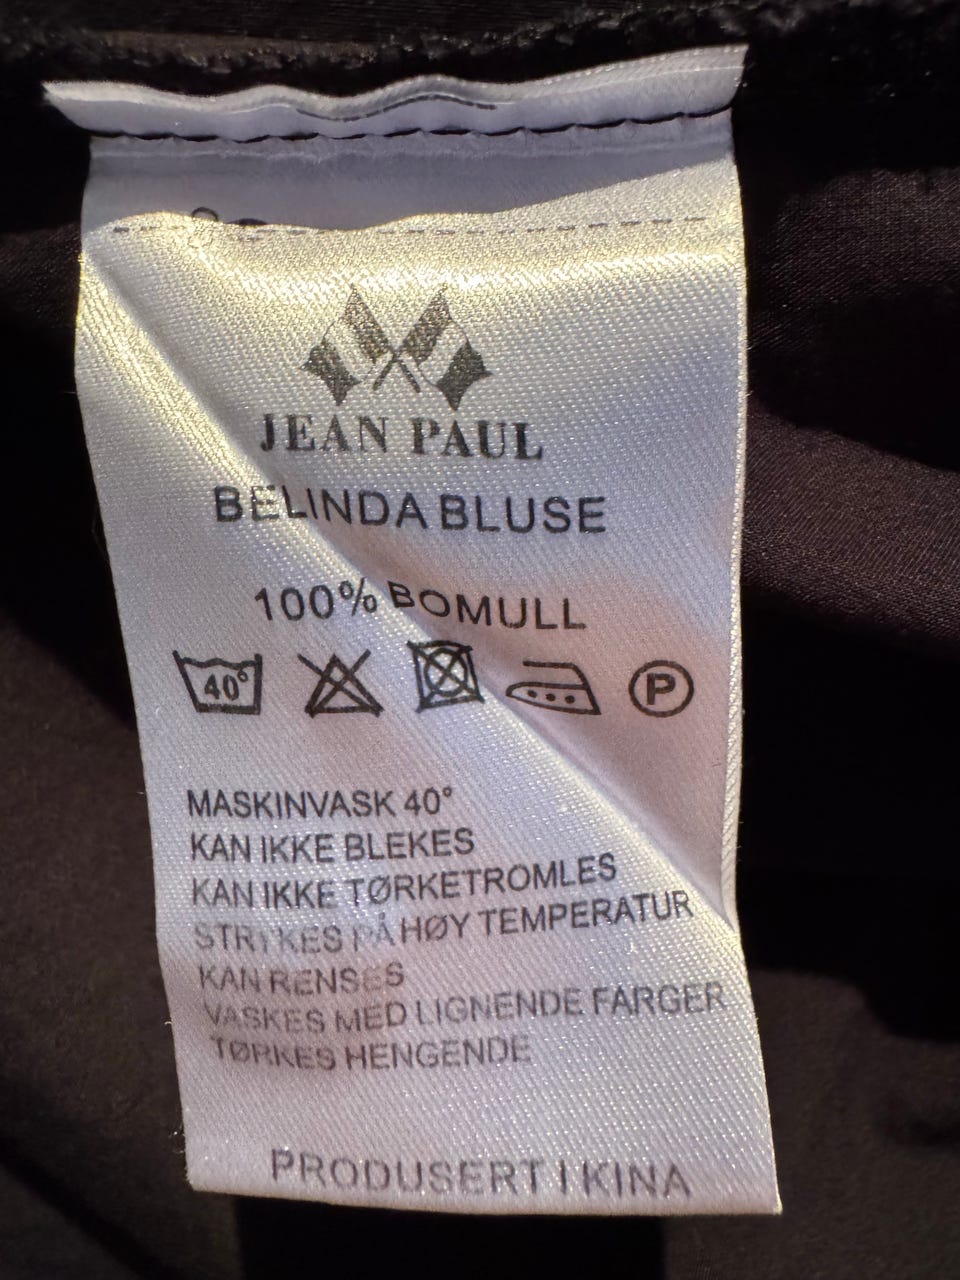 JEAN PAUL
BELINDA BLUSE
100% BOMULL
40° P
MASKINVASK 40°
KAN IKKE BLEKES
KAN IKKE TØRKETROMLES
STRYKES PÅ HØY TEMPERATUR
KAN RENSES
VASKES MED LIGNENDE FARGER
TØRKES HENGENDE
PRODUSERT I KINA